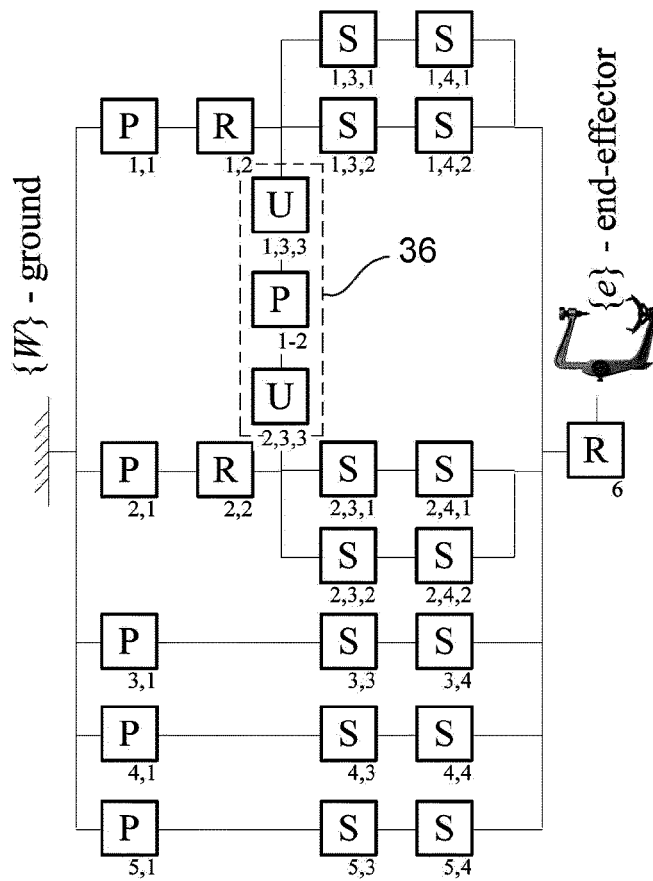 {W} - ground
S S
1,3,1 1,4,1
P R S S
1,1 1,2 1,3,2 1,4,2
U
1,3,3
36
P
1-2
U
2,3,3
{e} - end-effector
P R S S R
2,1 2,2 2,3,1 2,4,1 6
S S
2,3,2 2,4,2
P S S
3,1 3,3 3,4
P S S
4,1 4,3 4,4
P S S
5,1 5,3 5,4